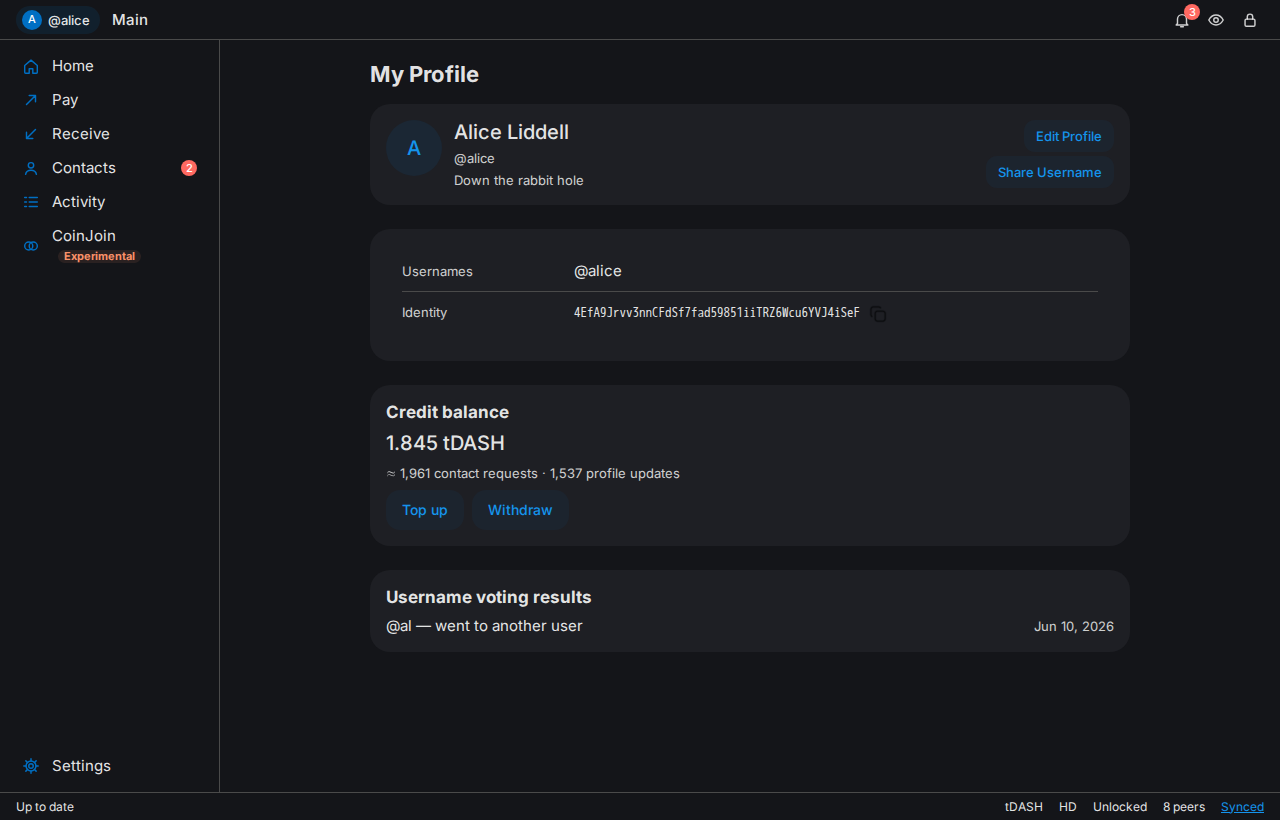 A @alice Main 3
Home
Pay
Receive
Contacts 2
Activity
CoinJoin
Experimental
Settings
My Profile
A
Alice Liddell
@alice
Down the rabbit hole
Edit Profile
Share Username
Usernames @alice
Identity 4EfA9Jrvv3nnCFdSf7fad59851iiTRZ6Wcu6YVJ4iSeF
Credit balance
1.845 tDASH
≈ 1,961 contact requests · 1,537 profile updates
Top up Withdraw
Username voting results
@al — went to another user Jun 10, 2026
Up to date tDASH HD Unlocked 8 peers Synced